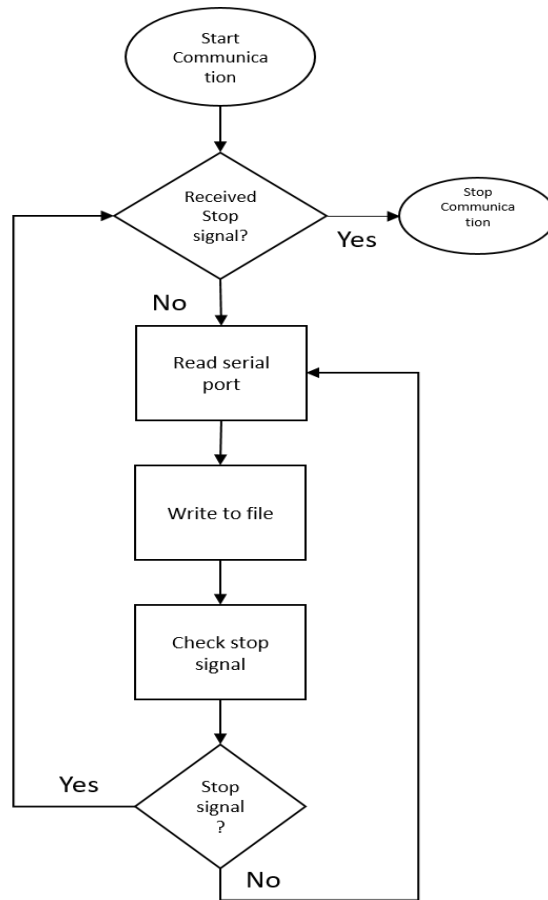 Start
Communica
tion
Received
Stop
signal?
Yes
Stop
Communica
tion
No
Read serial
port
Write to file
Check stop
signal
Yes
Stop
signal
?
No